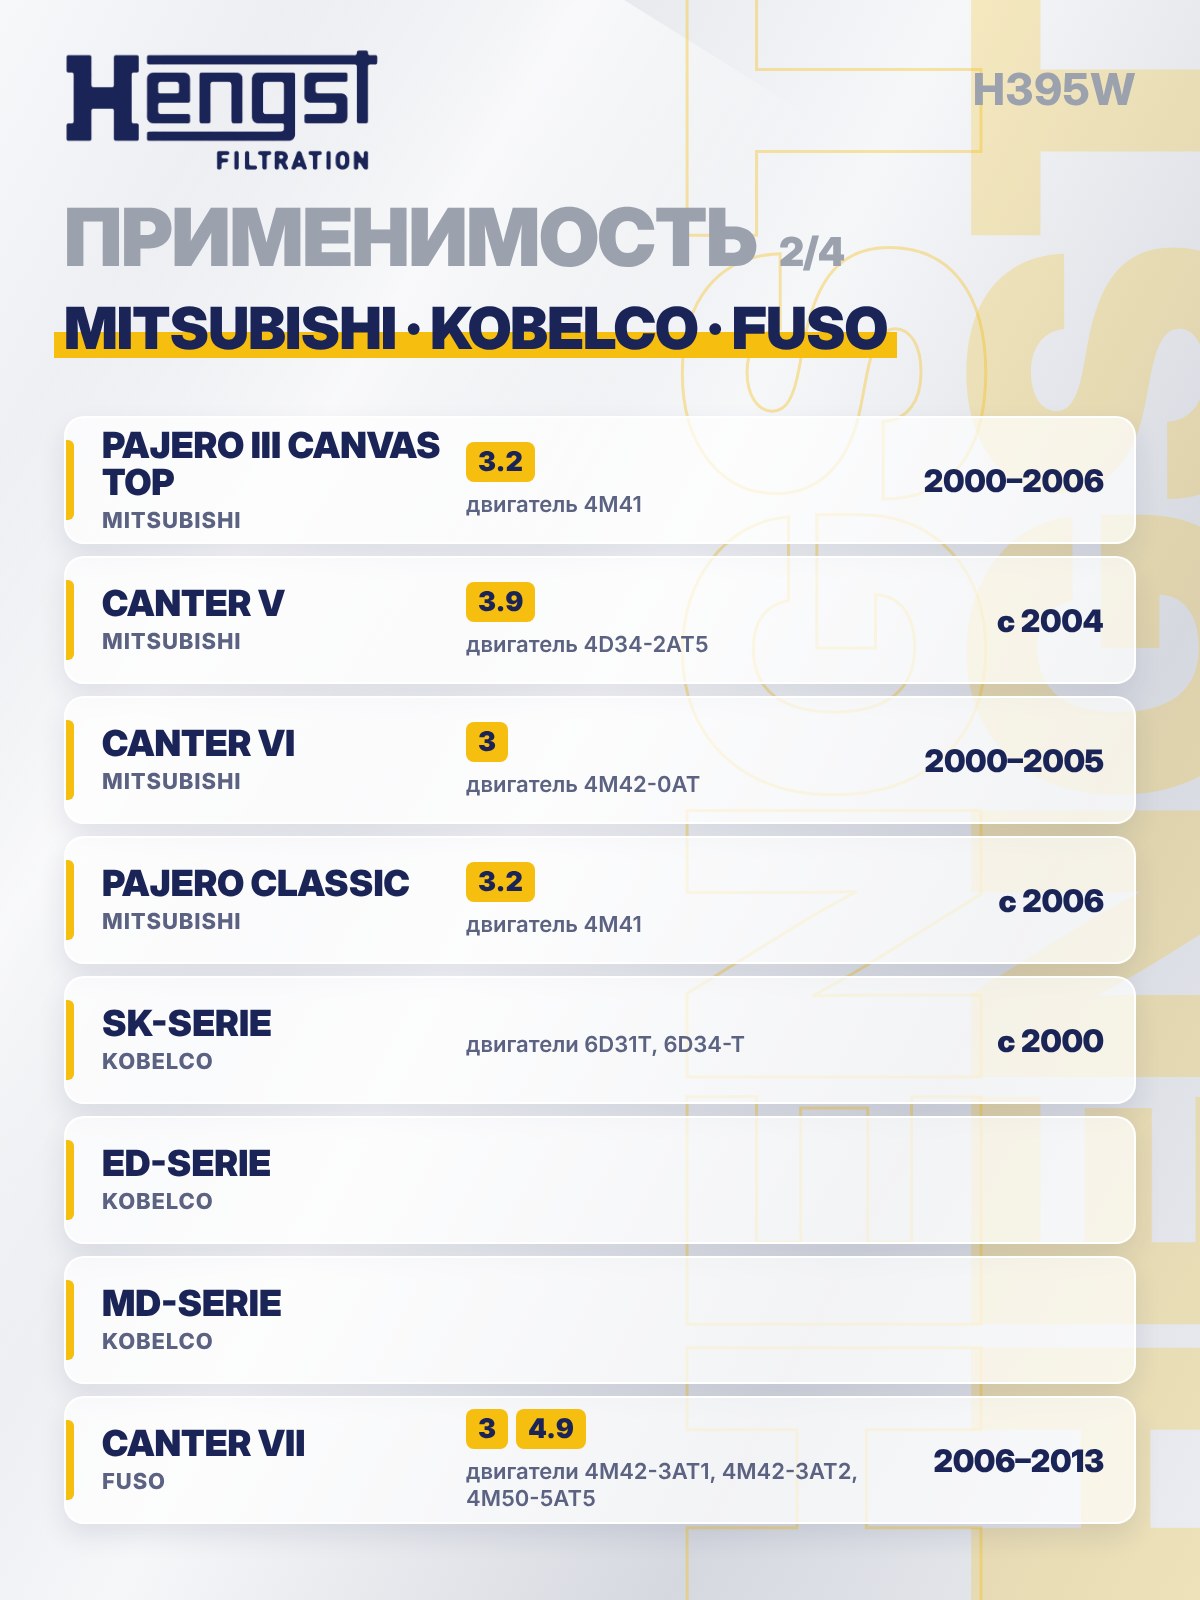 Hengst
FILTRATION
H395W
ПРИМЕНИМОСТЬ 2/4
MITSUBISHI · KOBELCO · FUSO
PAJERO III CANVAS
TOP
MITSUBISHI
3.2
двигатель 4M41
2000–2006
CANTER V
MITSUBISHI
3.9
двигатель 4D34-2AT5
с 2004
CANTER VI
MITSUBISHI
3
двигатель 4M42-0AT
2000–2005
PAJERO CLASSIC
MITSUBISHI
3.2
двигатель 4M41
с 2006
SK-SERIE
KOBELCO
двигатели 6D31T, 6D34-T
с 2000
ED-SERIE
KOBELCO
MD-SERIE
KOBELCO
CANTER VII
FUSO
3 4.9
двигатели 4M42-3AT1, 4M42-3AT2,
4M50-5AT5
2006–2013
HENGST
HENGST